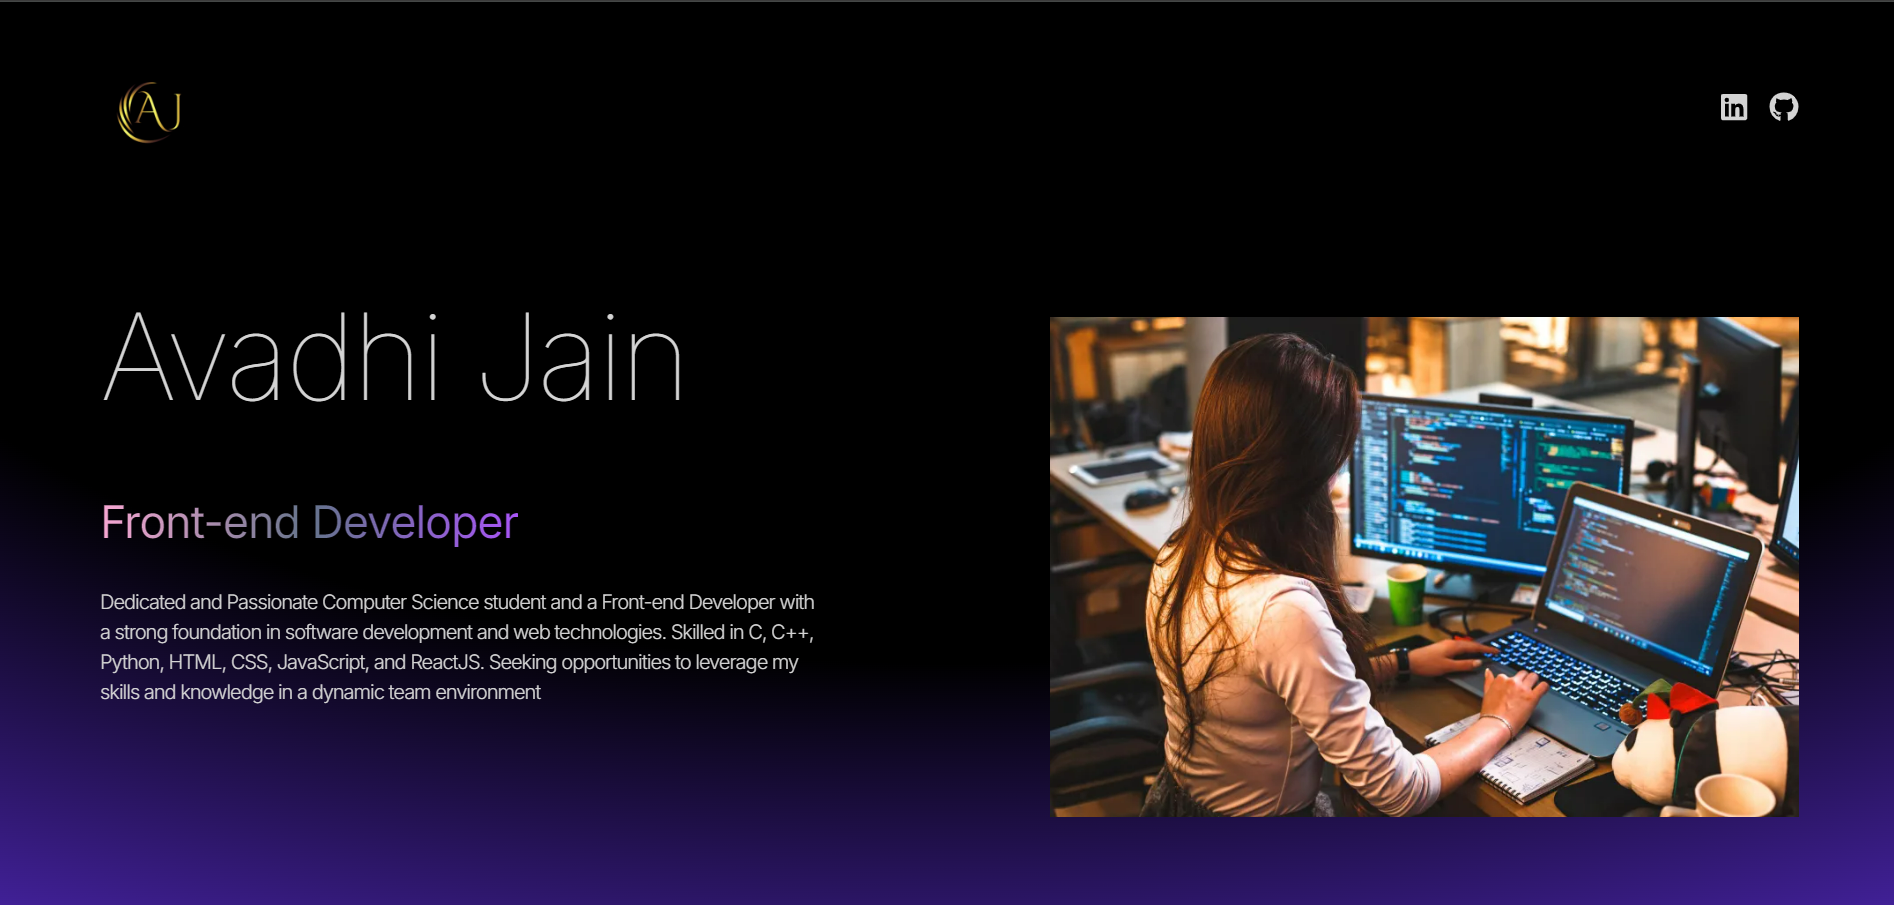 AJ
in
Avadhi Jain
Front-end Developer
Dedicated and Passionate Computer Science student and a Front-end Developer with
a strong foundation in software development and web technologies. Skilled in C, C++,
Python, HTML, CSS, JavaScript, and ReactJS. Seeking opportunities to leverage my
skills and knowledge in a dynamic team environment